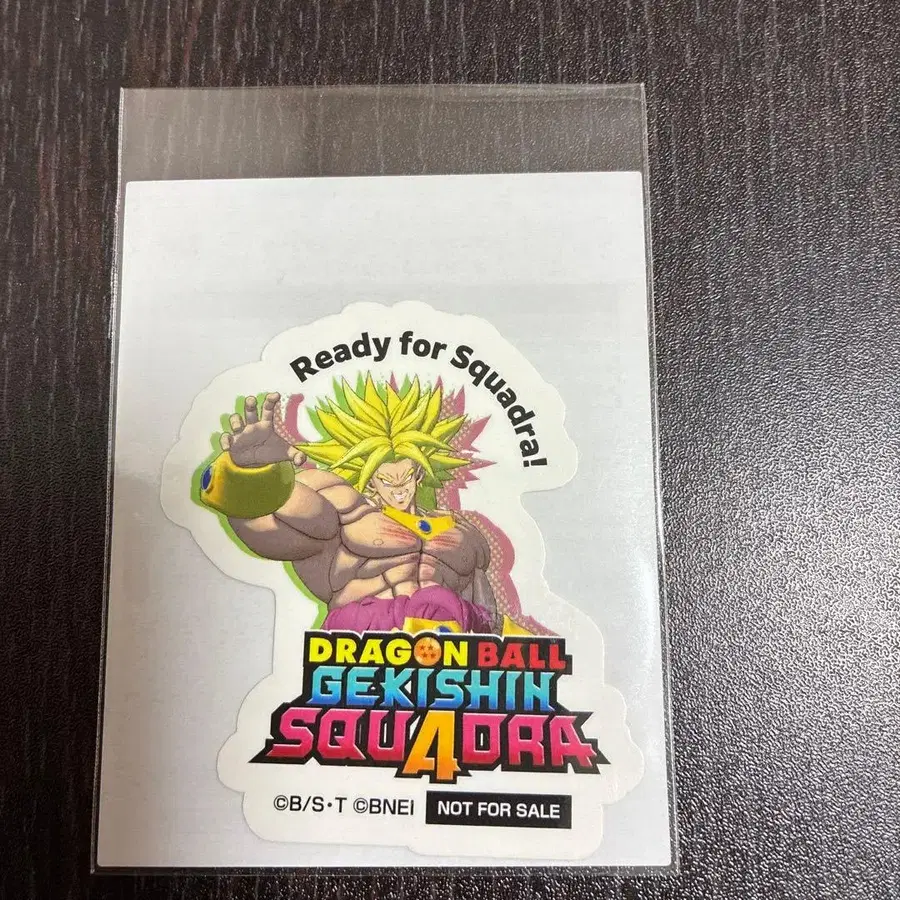 Ready for Squadra!
DRAGON BALL
GEKISHIN
SQUADRA
©B/S・T ©BNEI NOT FOR SALE